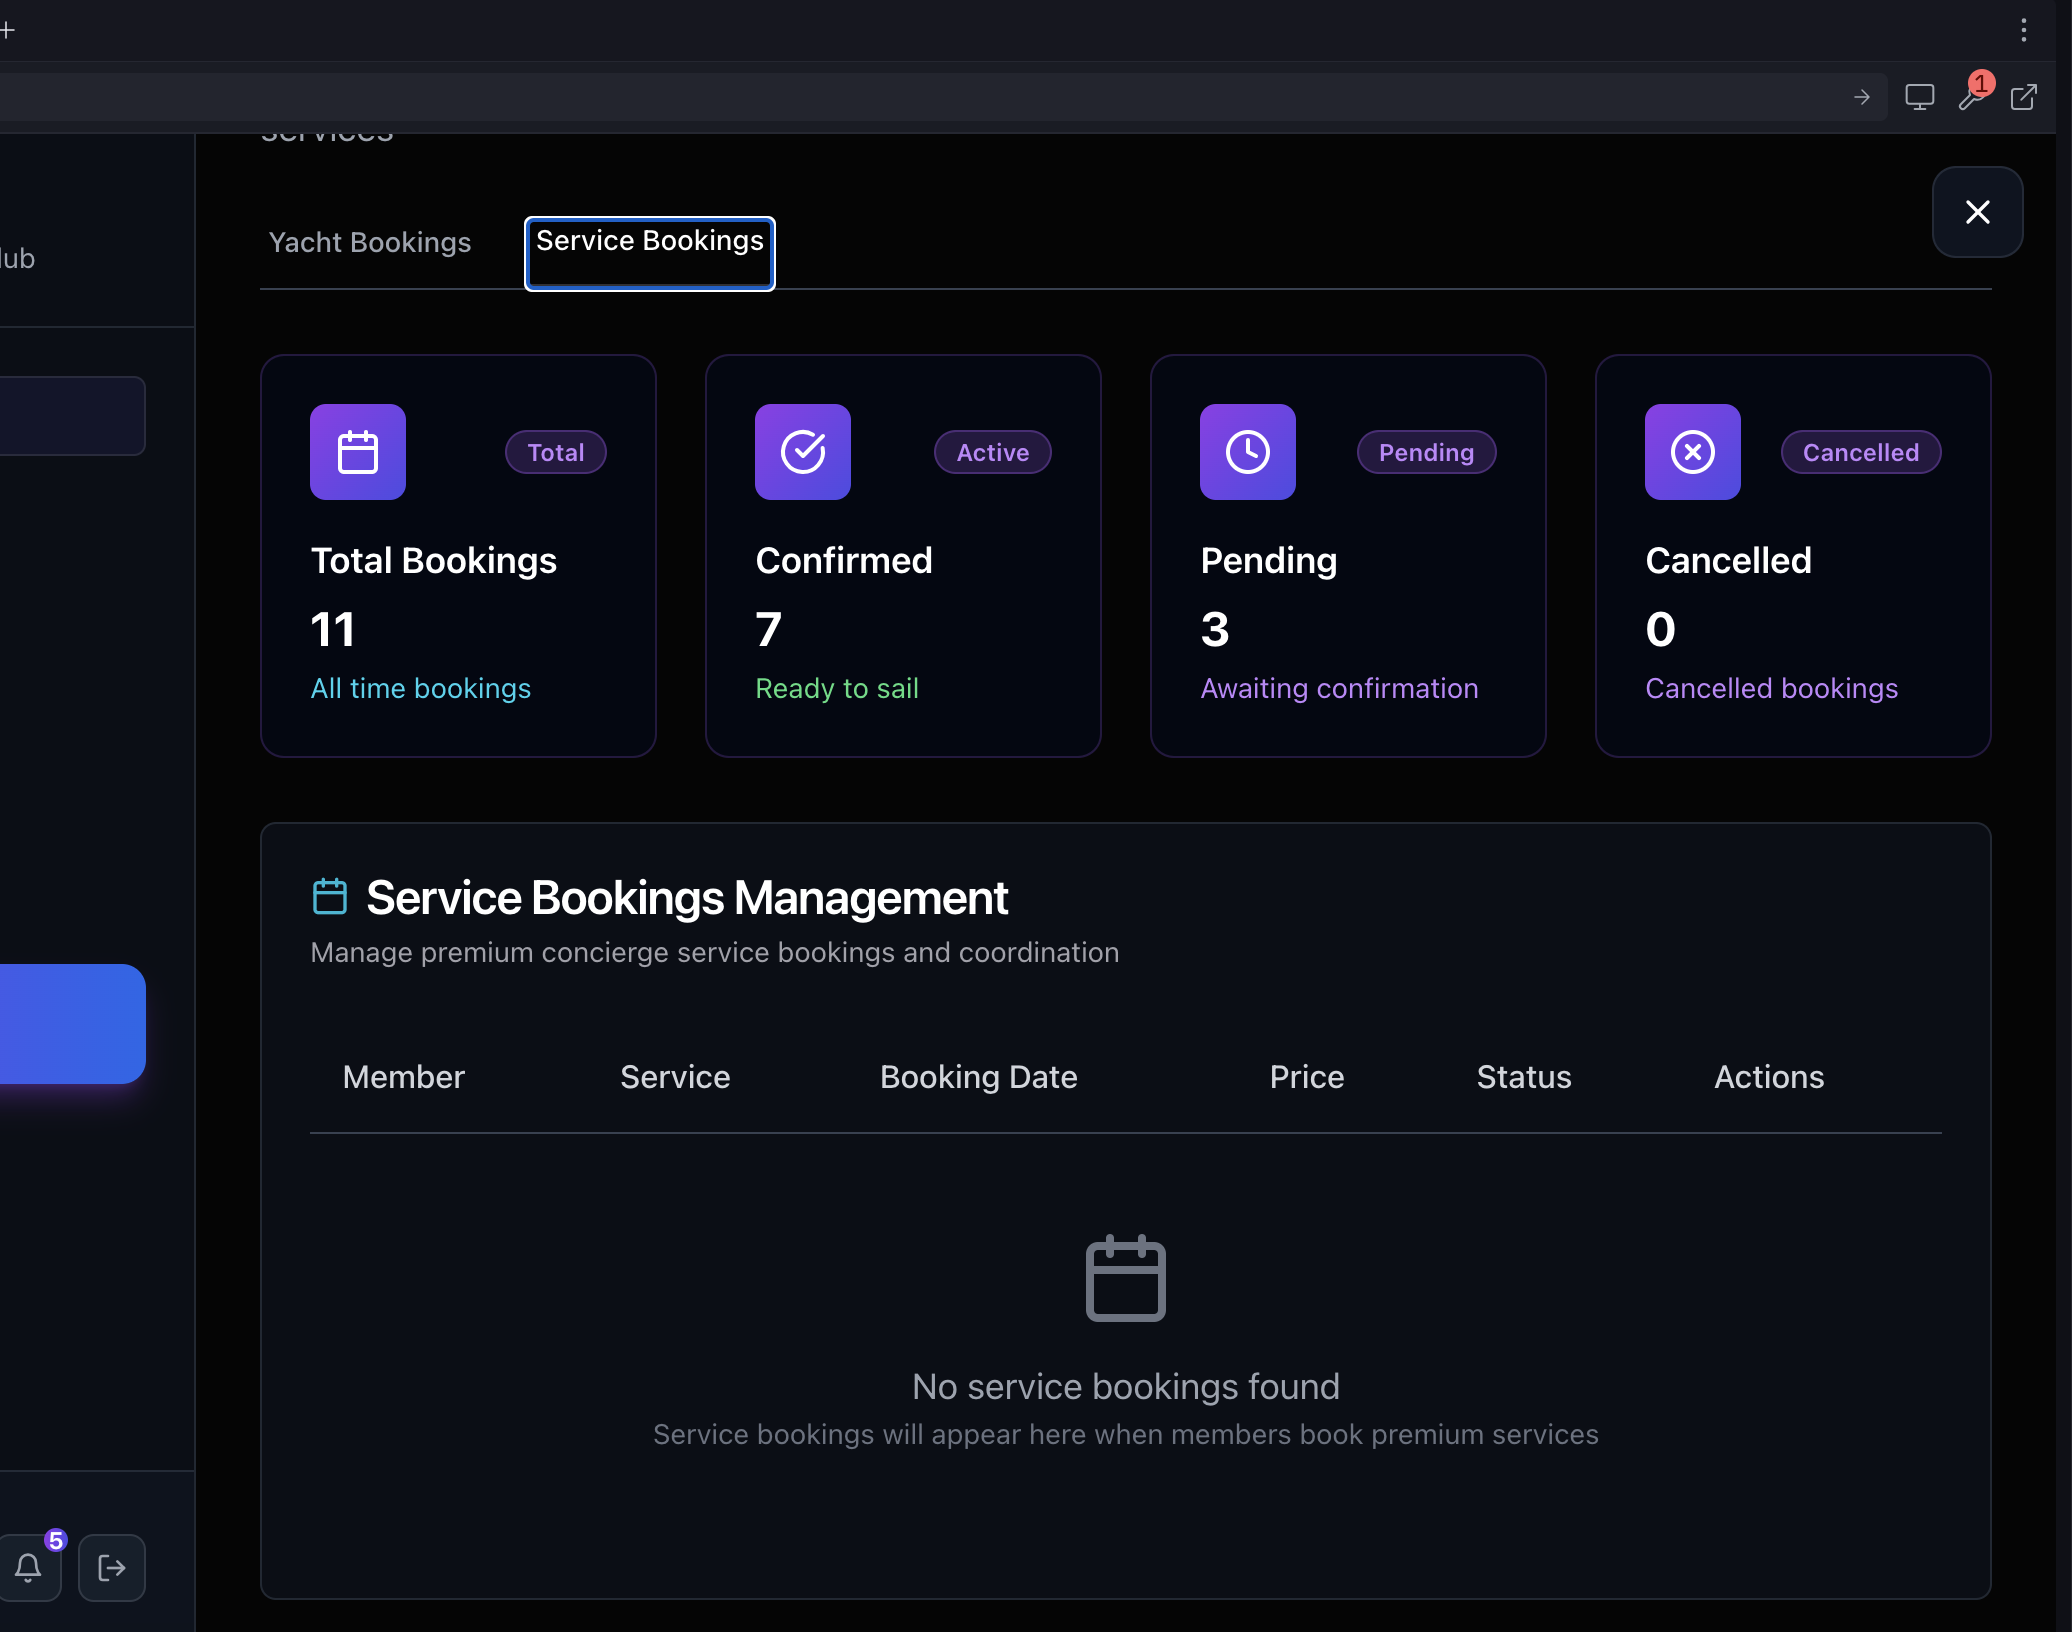 1
services
lub
Yacht Bookings
Service Bookings
Total
Total Bookings
11
All time bookings
Active
Confirmed
7
Ready to sail
Pending
Pending
3
Awaiting confirmation
Cancelled
Cancelled
0
Cancelled bookings
Service Bookings Management
Manage premium concierge service bookings and coordination
Member Service Booking Date Price Status Actions
No service bookings found
Service bookings will appear here when members book premium services
5